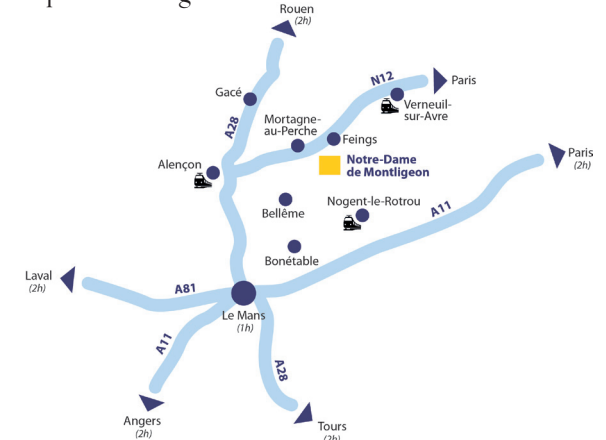 Rouen
(2h)
N12
Paris
Gacé
Verneuil-
sur-Avre
Mortagne-
au-Perche
A28
Feings
Paris
(2h)
Alençon
Notre-Dame
de Montligeon
Nogent-le-Rotrou
A11
Bellême
Bonétable
Laval
(2h)
A81
Le Mans
(1h)
A11
A28
Angers
(2h)
Tours
(2h)